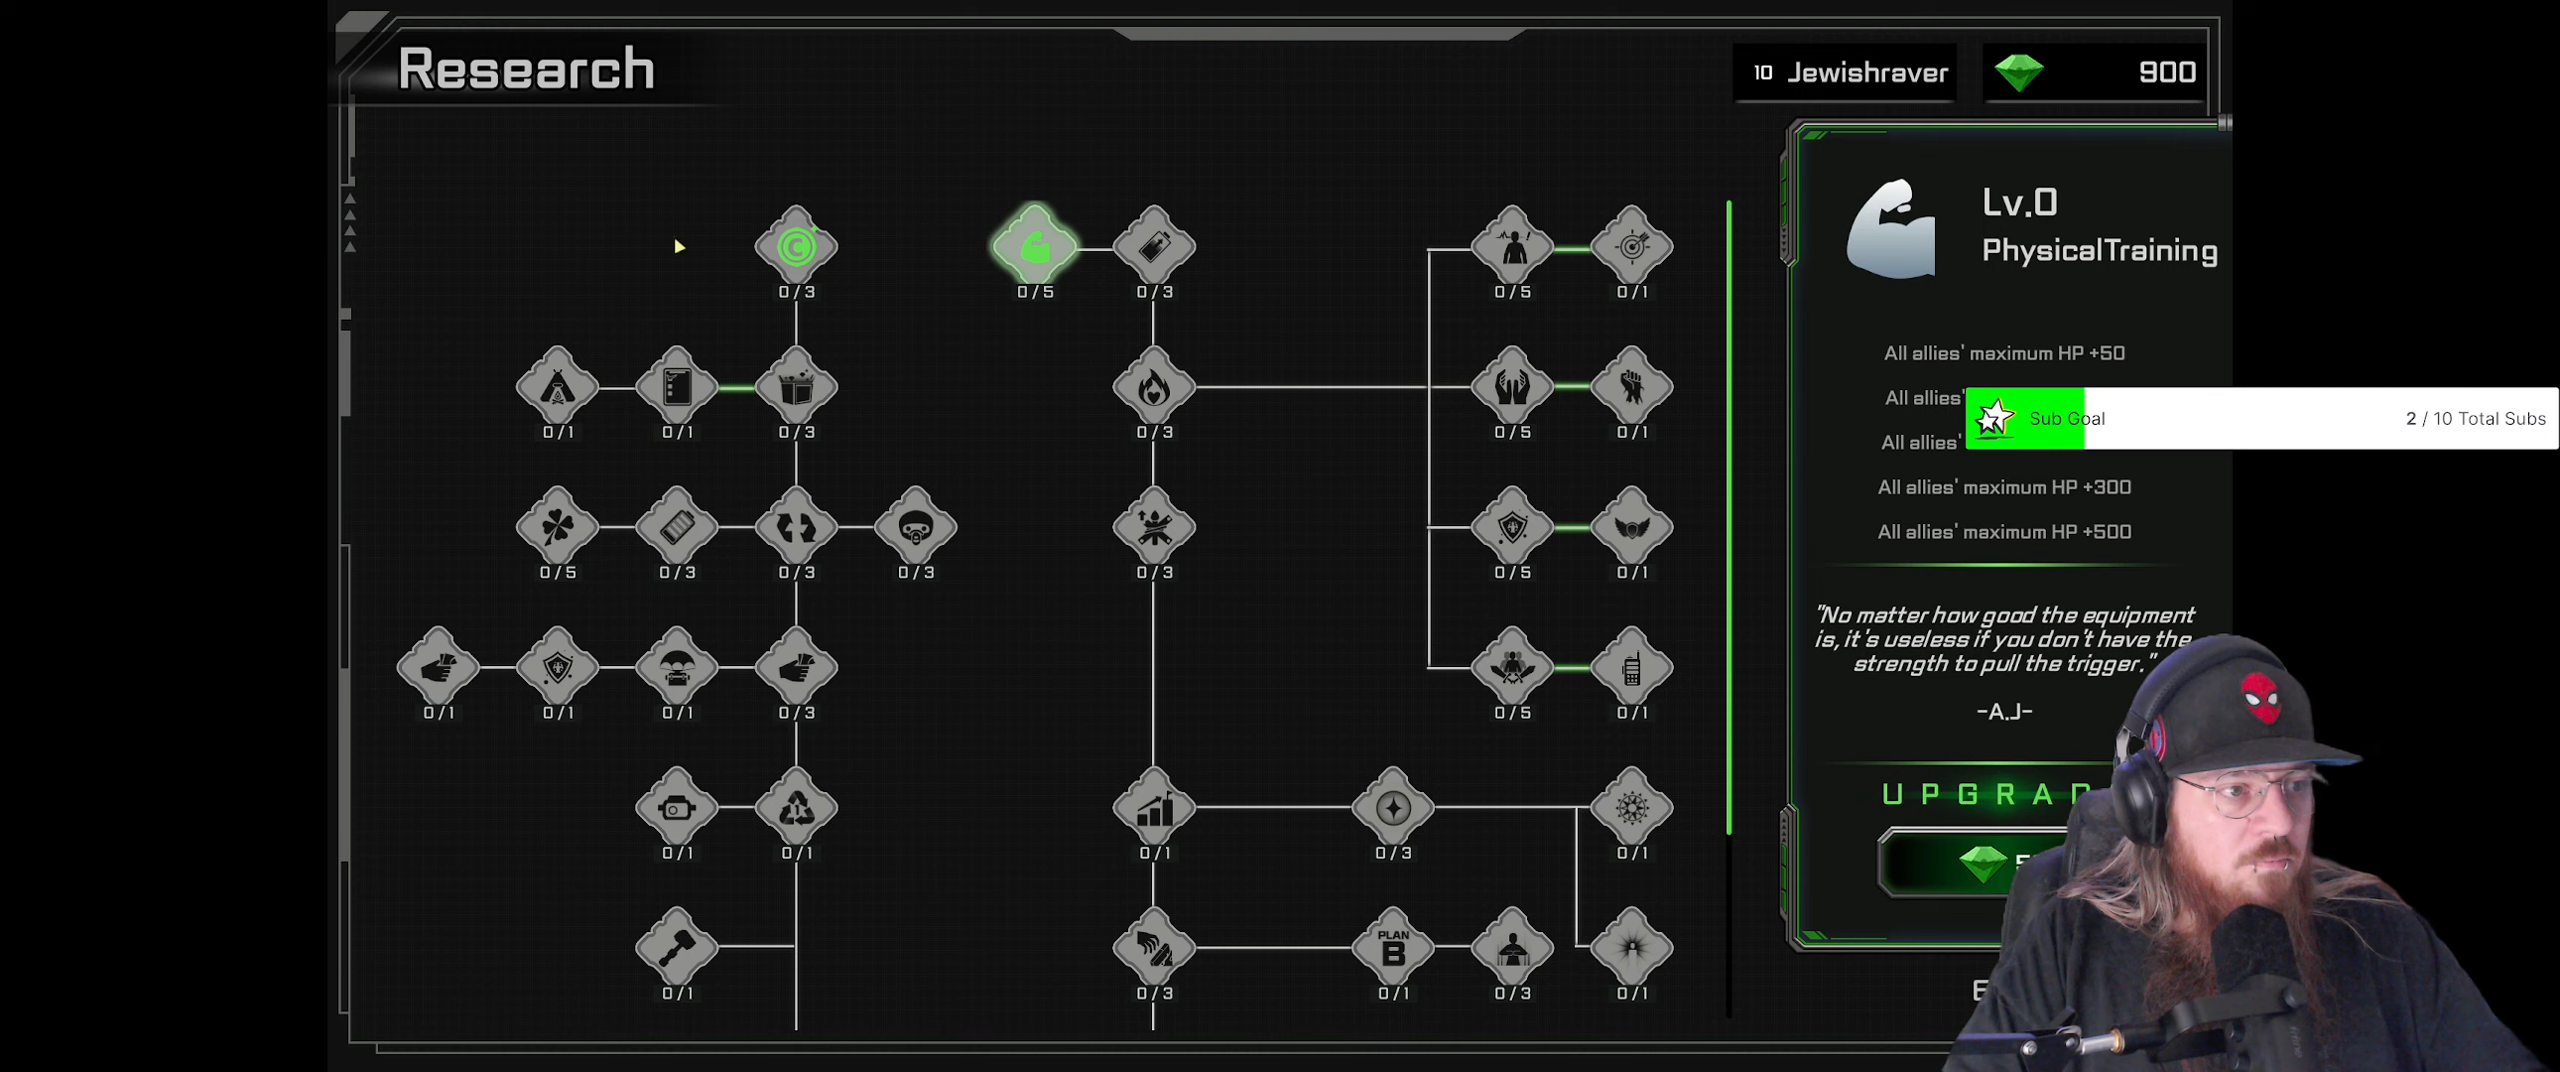 Research
10 Jewishraver
900
0/3
0/5
0/3
0/5
0/1
0/1
0/1
0/3
0/3
0/5
0/1
0/5
0/3
0/3
0/3
0/3
0/5
0/1
0/1
0/1
0/1
0/3
0/5
0/1
0/1
0/1
0/1
0/3
0/1
PLAN
B
0/1
0/3
0/1
0/3
0/1
Lv.0
PhysicalTraining
All allies' maximum HP +50
All allies'
All allies'
All allies' maximum HP +300
All allies' maximum HP +500
Sub Goal
2 / 10 Total Subs
"No matter how good the equipment
is, it's useless if you don't have the
strength to pull the trigger."
-A.J-